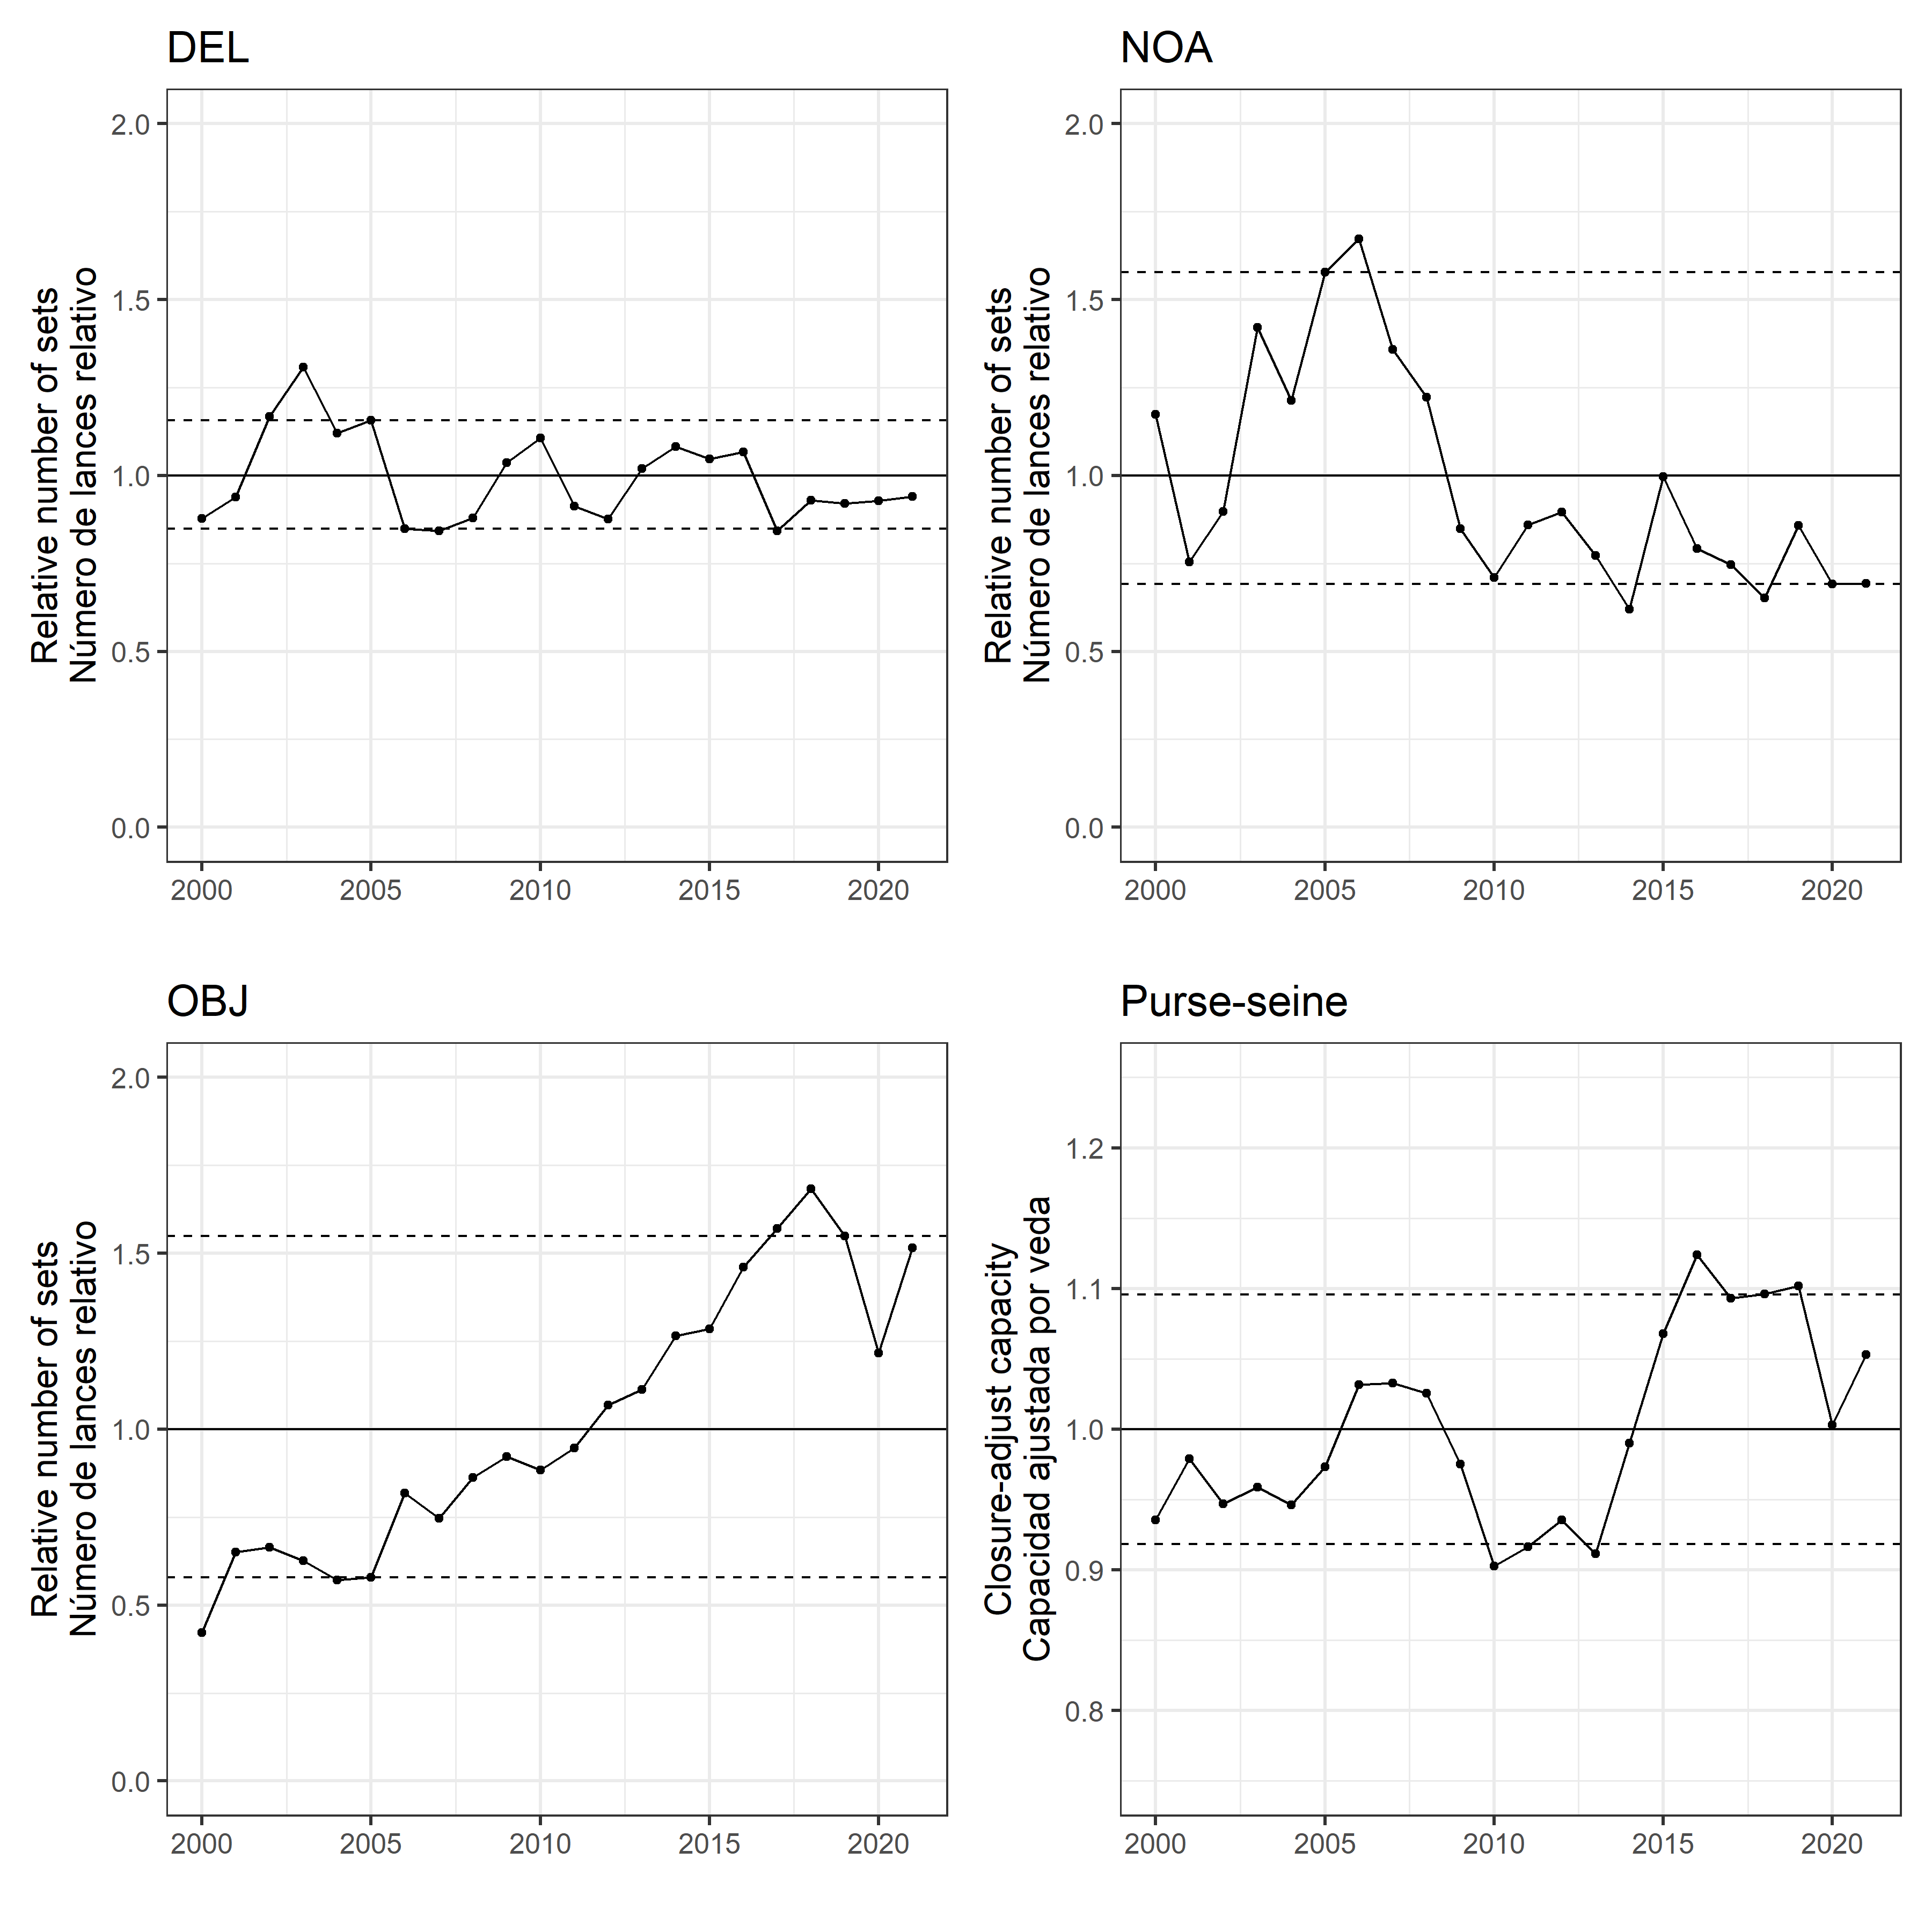 DEL
Relative number of sets
Número de lances relativo
2.0
1.5
1.0
0.5
0.0
2000 2005 2010 2015 2020
NOA
Relative number of sets
Número de lances relativo
2.0
1.5
1.0
0.5
0.0
2000 2005 2010 2015 2020
OBJ
Relative number of sets
Número de lances relativo
2.0
1.5
1.0
0.5
0.0
2000 2005 2010 2015 2020
Purse-seine
Closure-adjust capacity
Capacidad ajustada por veda
1.2
1.1
1.0
0.9
0.8
2000 2005 2010 2015 2020